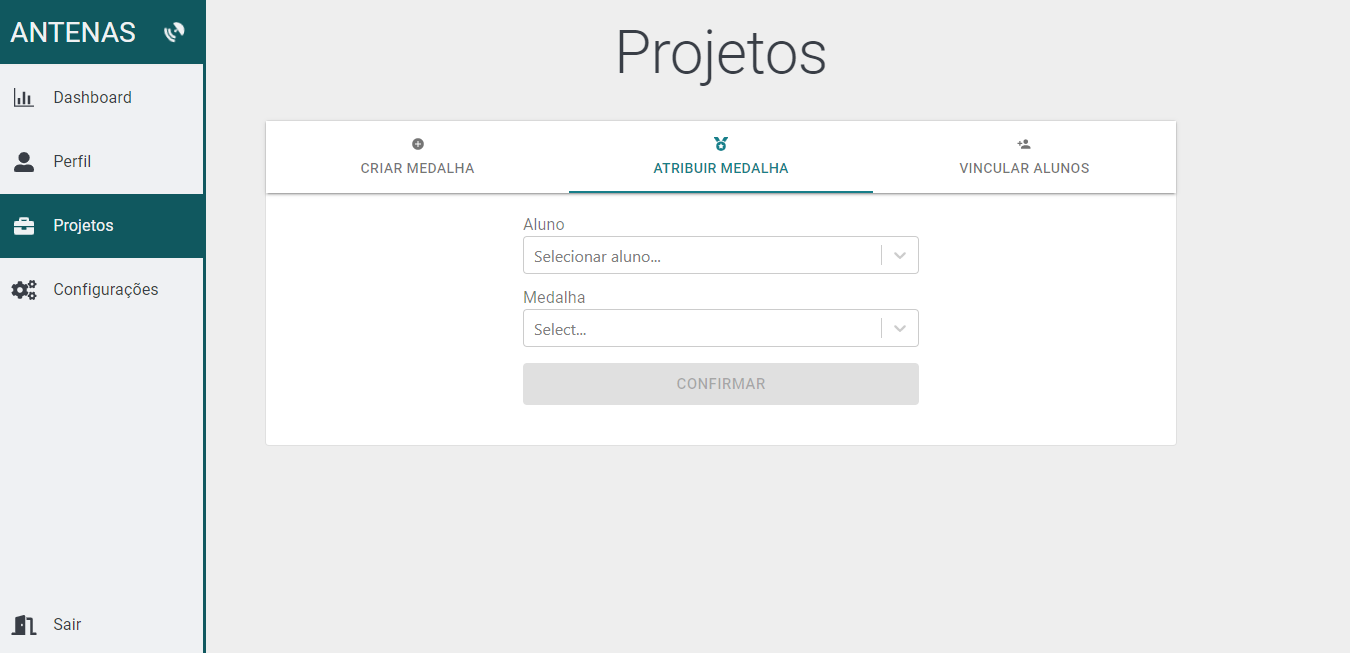 ANTENAS
Dashboard
Perfil
Projetos
Configurações
Sair
Projetos
CRIAR MEDALHA
ATRIBUIR MEDALHA
VINCULAR ALUNOS
Aluno
Selecionar aluno...
Medalha
Select...
CONFIRMAR